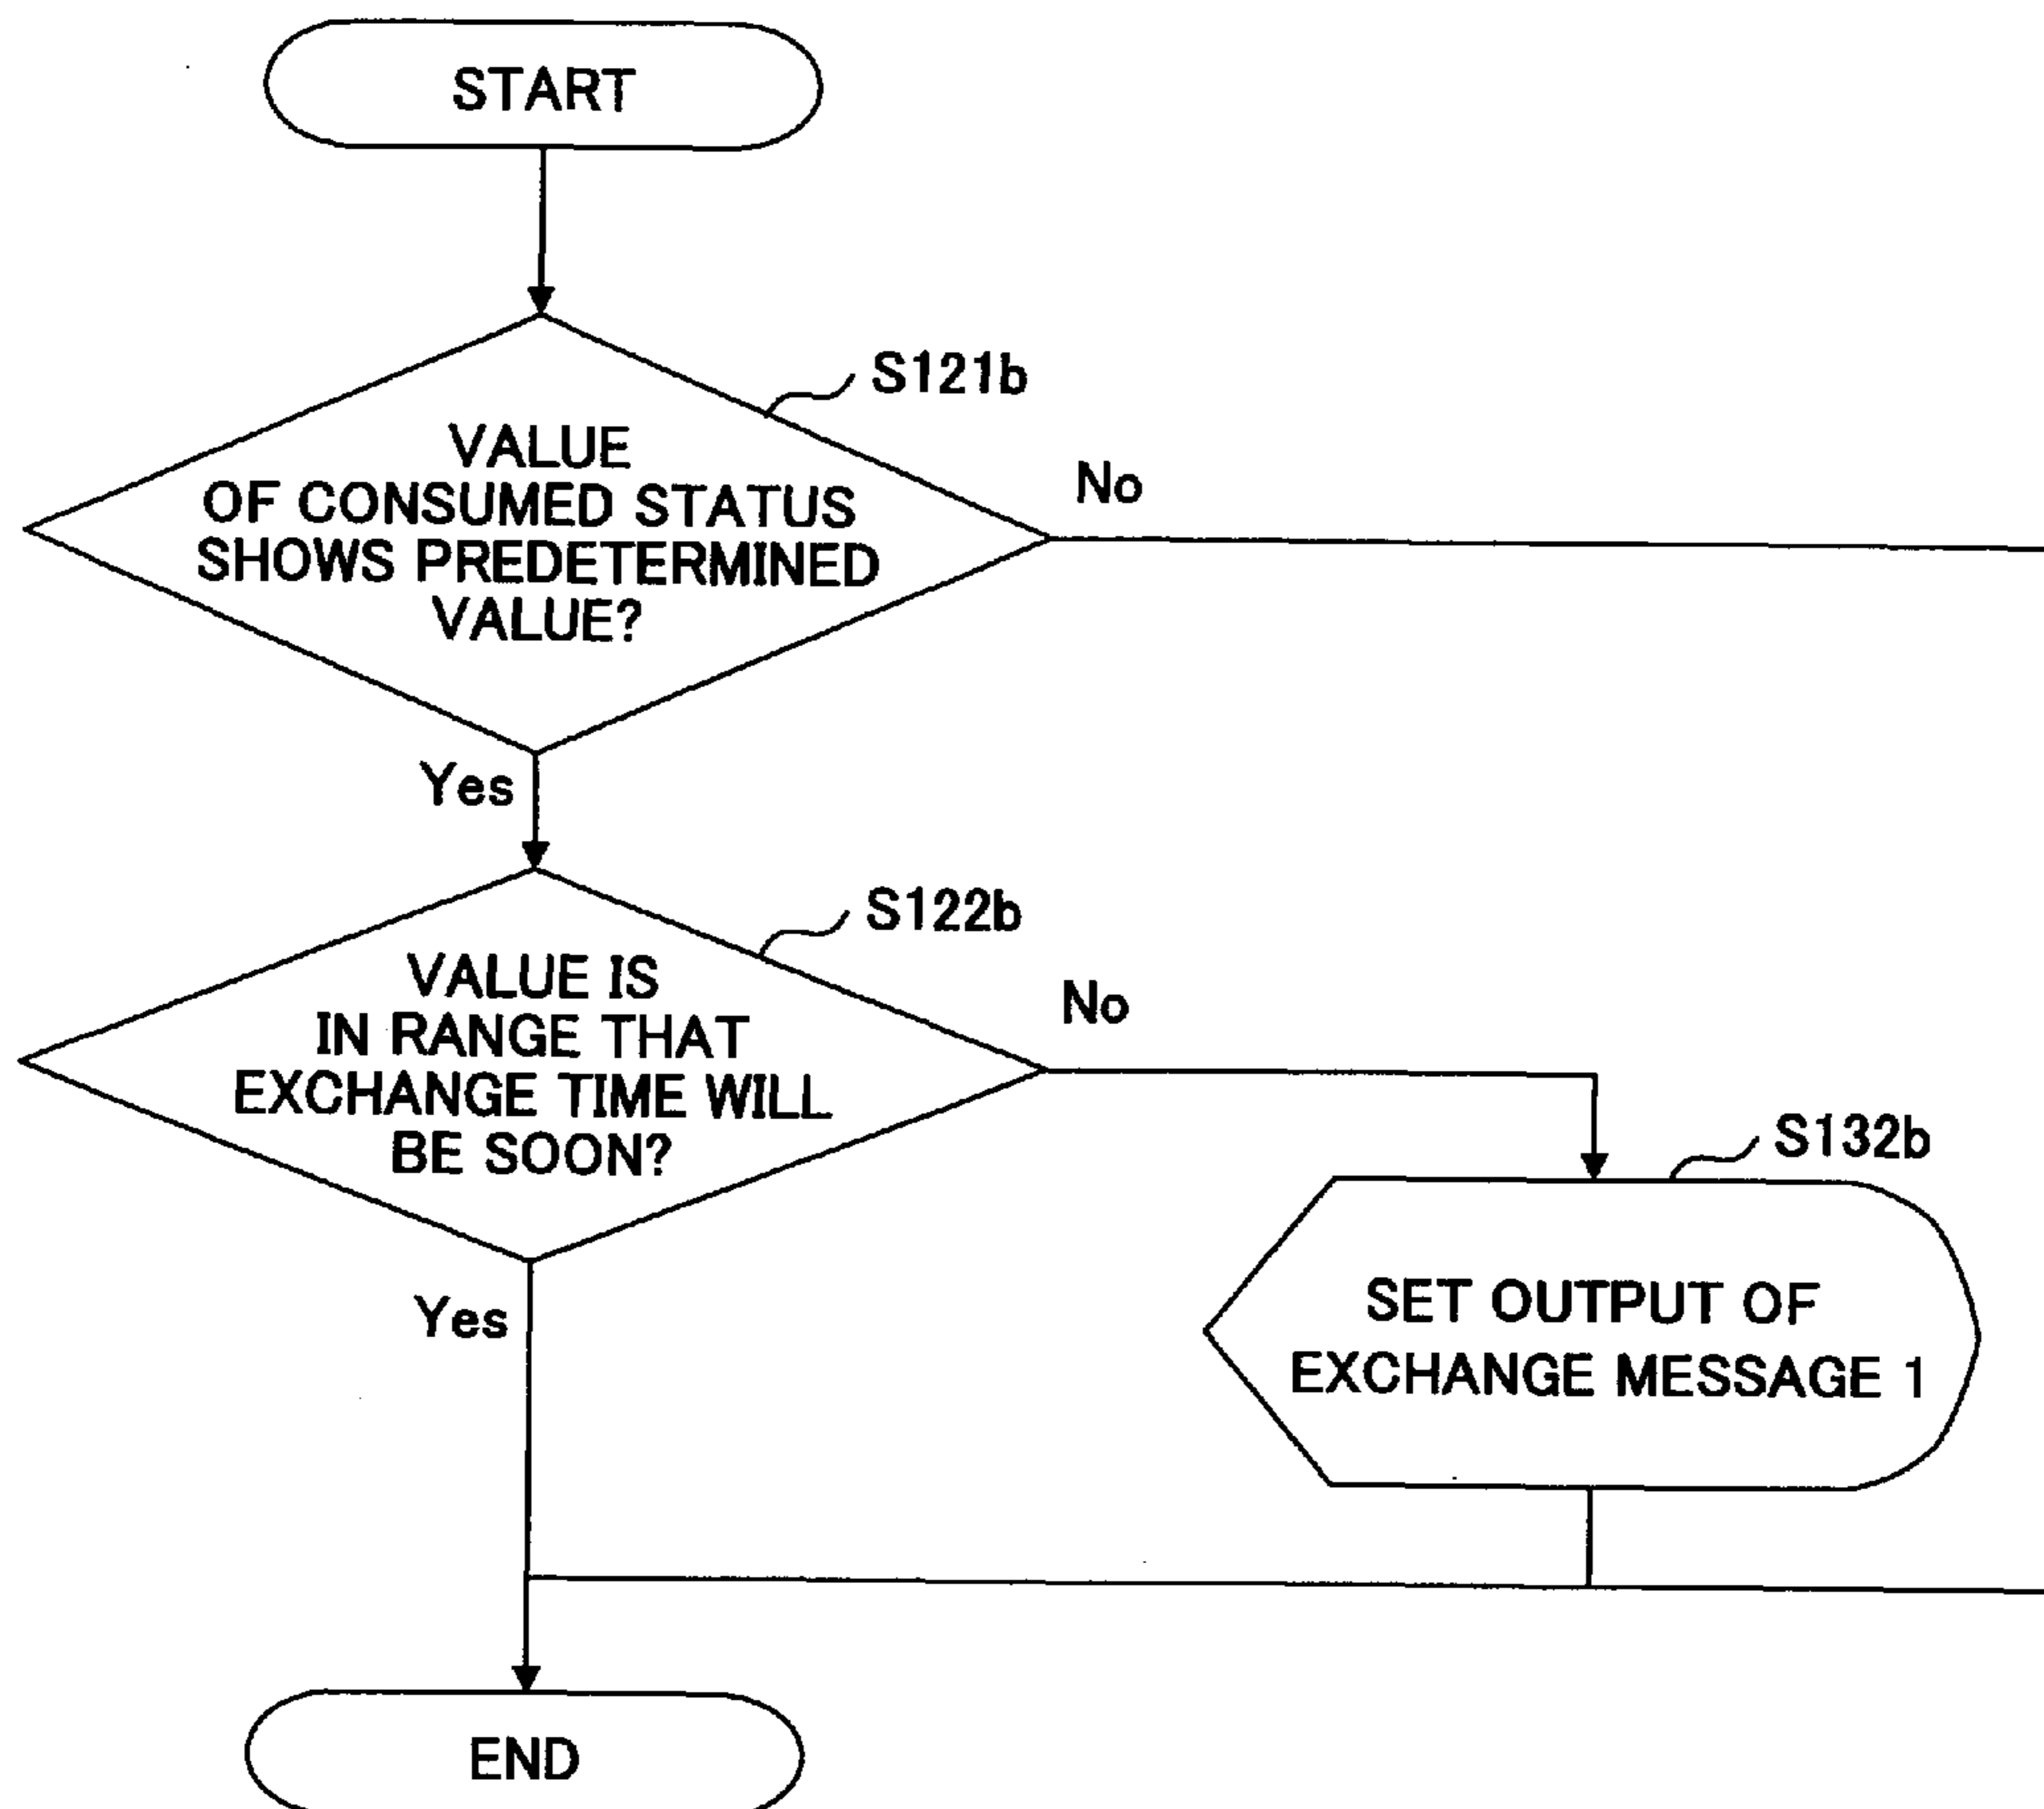 START
S121b
VALUE
OF CONSUMED STATUS
SHOWS PREDETERMINED
VALUE?
No
Yes
S122b
VALUE IS
IN RANGE THAT
EXCHANGE TIME WILL
BE SOON?
No
Yes
S132b
SET OUTPUT OF
EXCHANGE MESSAGE 1
END